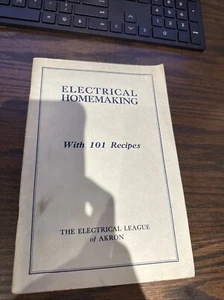 ELECTRICAL
HOMEMAKING
With 101 Recipes
THE ELECTRICAL LEAGUE
of AKRON